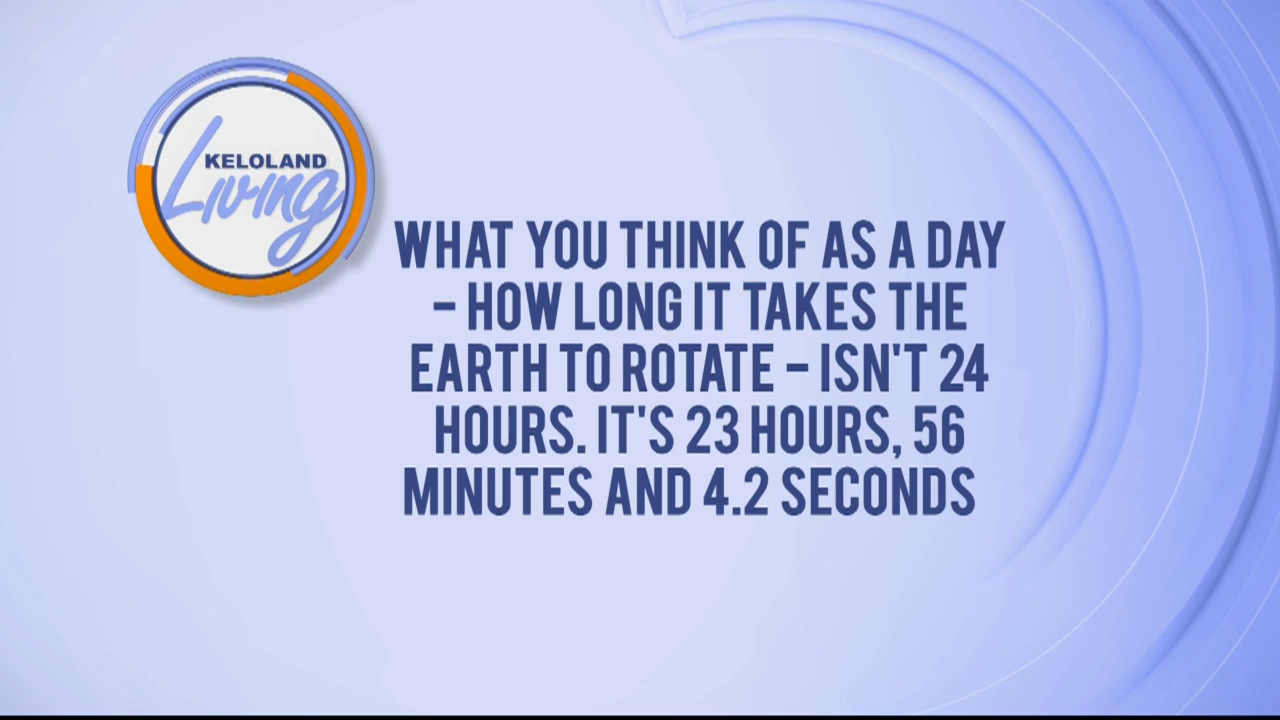 KELOLAND
Living
WHAT YOU THINK OF AS A DAY
– HOW LONG IT TAKES THE
EARTH TO ROTATE – ISN'T 24
HOURS. IT'S 23 HOURS, 56
MINUTES AND 4.2 SECONDS